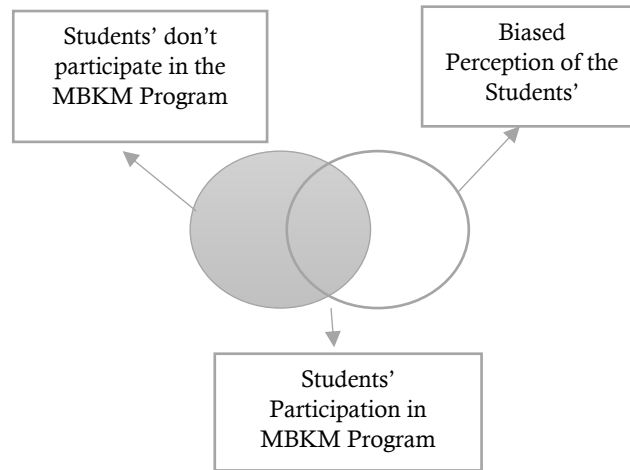 Students’ don’t
participate in the
MBKM Program
Biased
Perception of the
Students’
Students’
Participation in
MBKM Program